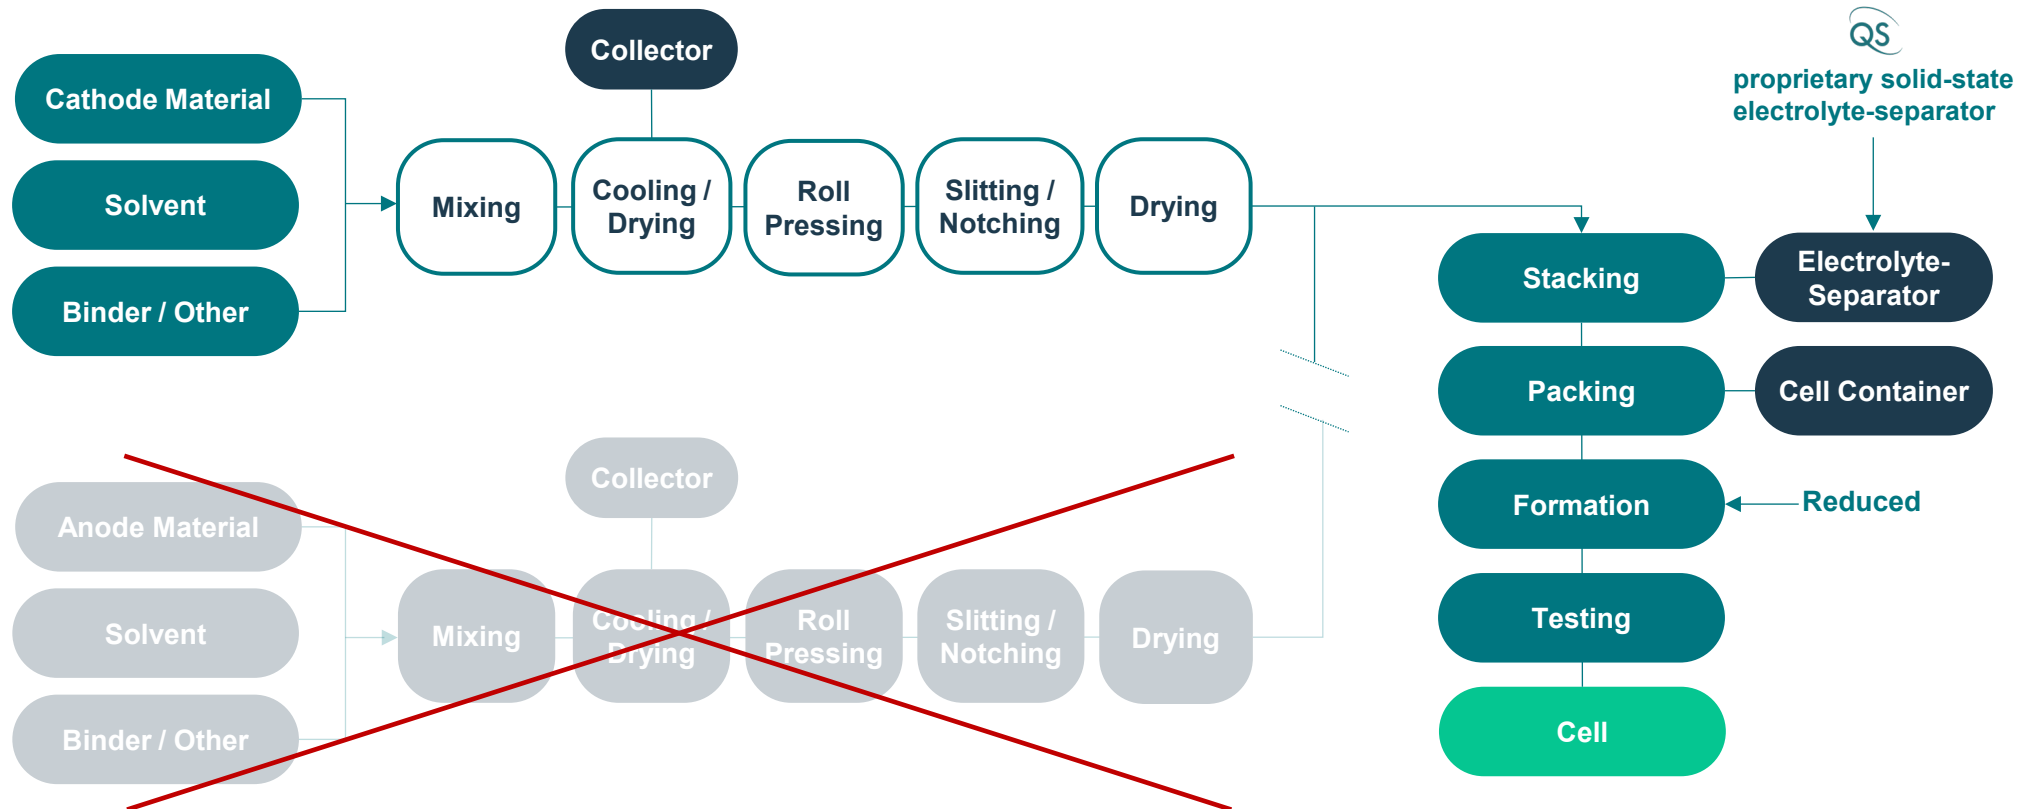 QS
proprietary solid-state
electrolyte-separator
Collector
Cathode Material
Solvent
Binder / Other
Mixing
Cooling /
Drying
Roll
Pressing
Slitting /
Notching
Drying
Stacking
Electrolyte-
Separator
Packing
Cell Container
Formation
Reduced
Testing
Cell
Collector
Anode Material
Solvent
Binder / Other
Mixing
Cooling /
Drying
Roll
Pressing
Slitting /
Notching
Drying